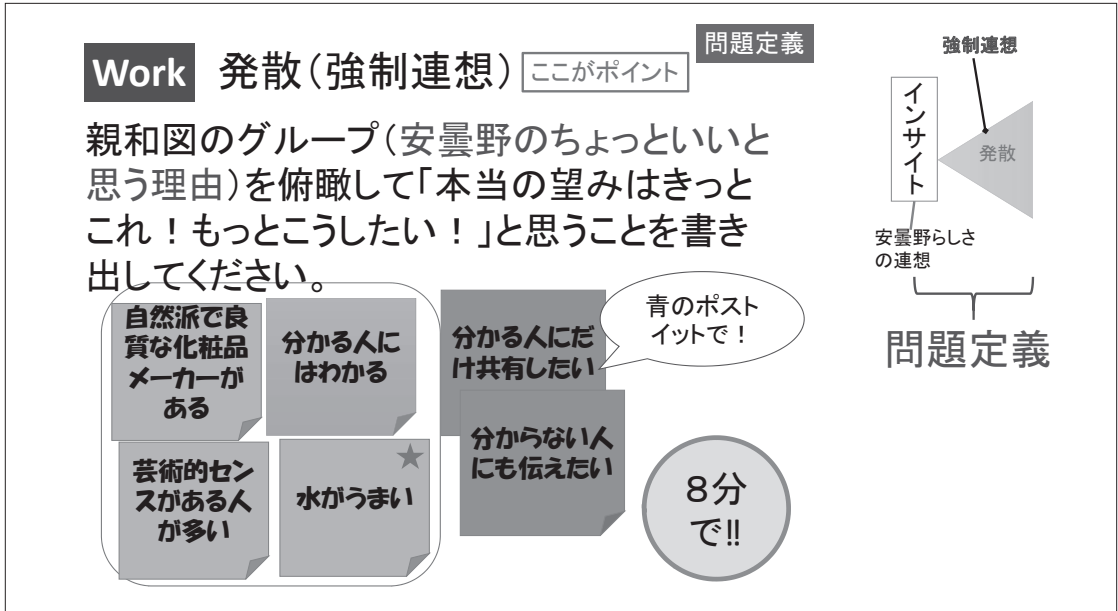 Work 発散(強制連想) ここがポイント
問題定義
親和図のグループ(安曇野のちょっといいと
思う理由)を俯瞰して「本当の望みはきっと
これ!もっとこうしたい!」と思うことを書き
出してください。
自然派で良
質な化粧品
メーカーが
ある
分かる人に
はわかる
芸術的セン
スがある人
が多い
水がうまい
分かる人にだ
け共有したい
分からない人
にも伝えたい
青のポスト
イットで!
8分
で!!
強制連想
インサイト
発散
安曇野らしさ
の連想
問題定義